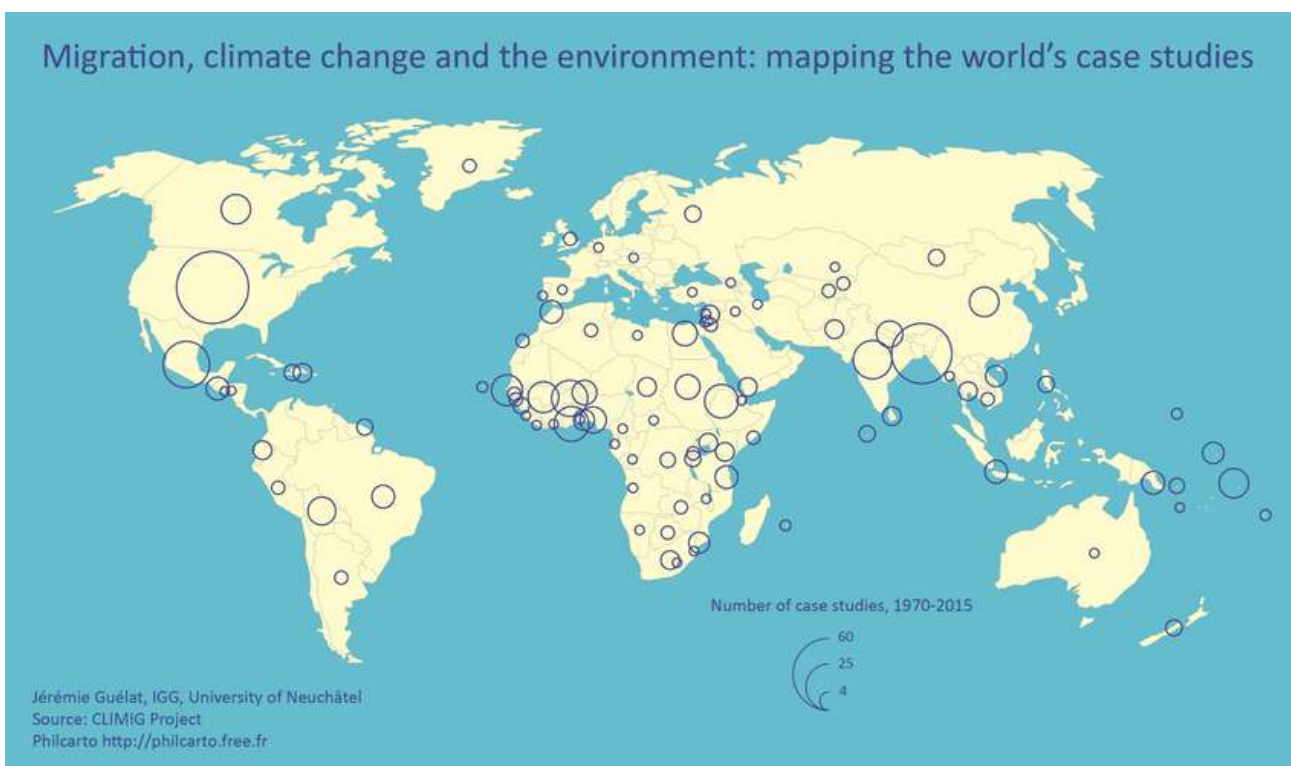 Migration, climate change and the environment: mapping the world's case studies
Number of case studies, 1970-2015
60
25
4
Jérémie Guélat, IGG, University of Neuchâtel
Source: CLIMIG Project
Philcarto http://philcarto.free.fr